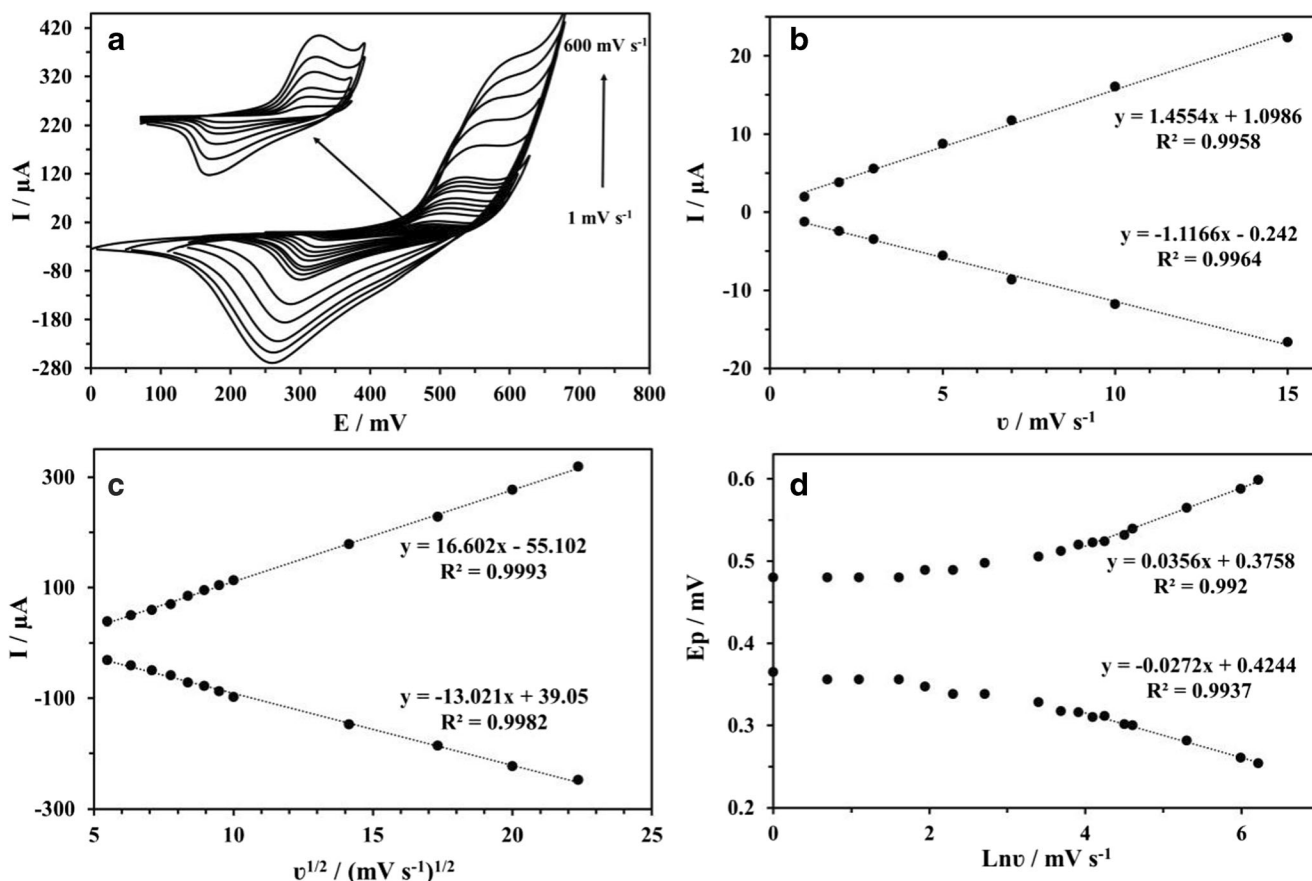 a
I / µA
420
320
220
120
20
-80
-180
-280
600 mV s⁻¹
1 mV s⁻¹
0 100 200 300 400 500 600 700 800
E / mV
b
I / µA
20
10
0
-10
-20
y = 1.4554x + 1.0986
R² = 0.9958
y = -1.1166x - 0.242
R² = 0.9964
0 5 10 15
υ / mV s⁻¹
c
I / µA
300
100
-100
-300
y = 16.602x - 55.102
R² = 0.9993
y = -13.021x + 39.05
R² = 0.9982
5 10 15 20 25
υ¹/² / (mV s⁻¹)¹/²
d
Ep / mV
0.6
0.5
0.4
0.3
0.2
y = 0.0356x + 0.3758
R² = 0.992
y = -0.0272x + 0.4244
R² = 0.9937
0 2 4 6
Lnυ / mV s⁻¹